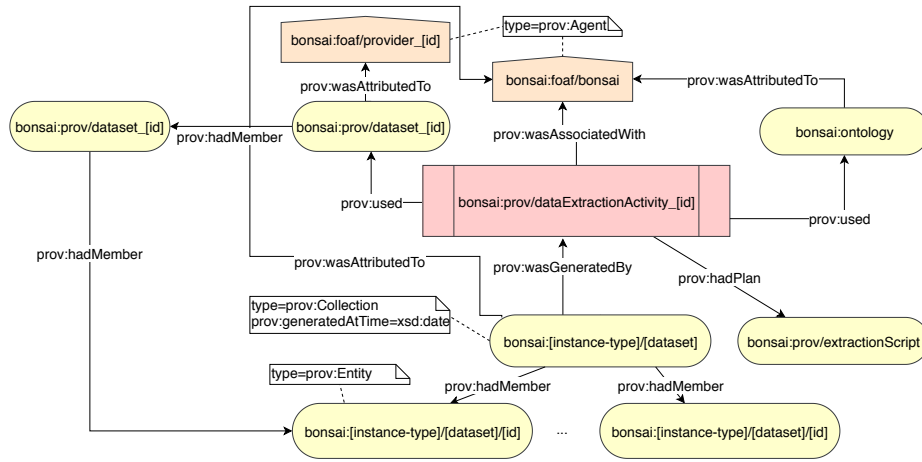 type=prov:Agent
bonsai:foaf/provider_[id]
bonsai:foaf/bonsai
prov:wasAttributedTo
prov:wasAttributedTo
bonsai:prov/dataset_[id]
prov:hadMember
bonsai:prov/dataset_[id]
prov:wasAssociatedWith
bonsai:ontology
prov:used
bonsai:prov/dataExtractionActivity_[id]
prov:used
prov:hadMember
prov:wasAttributedTo
prov:wasGeneratedBy
prov:hadPlan
type=prov:Collection
prov:generatedAtTime=xsd:date
bonsai:[instance-type]/[dataset]
bonsai:prov/extractionScript
type=prov:Entity
prov:hadMember
prov:hadMember
bonsai:[instance-type]/[dataset]/[id]
...
bonsai:[instance-type]/[dataset]/[id]